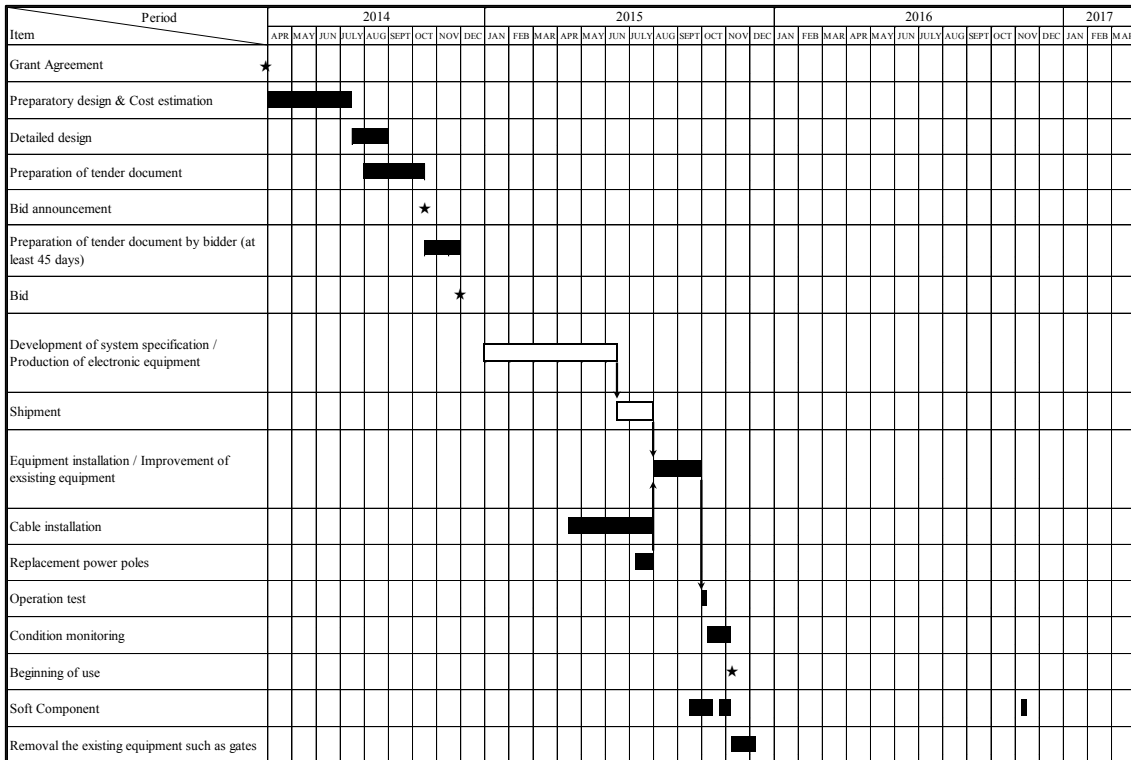 Period
2014
2015
2016
2017
Item
APR MAY JUN JULY AUG SEPT OCT NOV DEC JAN FEB MAR APR MAY JUN JULY AUG SEPT OCT NOV DEC JAN FEB MAR APR MAY JUN JULY AUG SEPT OCT NOV DEC JAN FEB MAR
Grant Agreement
Preparatory design & Cost estimation
Detailed design
Preparation of tender document
Bid announcement
Preparation of tender document by bidder (at
least 45 days)
Bid
Development of system specification /
Production of electronic equipment
Shipment
Equipment installation / Improvement of
exsisting equipment
Cable installation
Replacement power poles
Operation test
Condition monitoring
Beginning of use
Soft Component
Removal the existing equipment such as gates